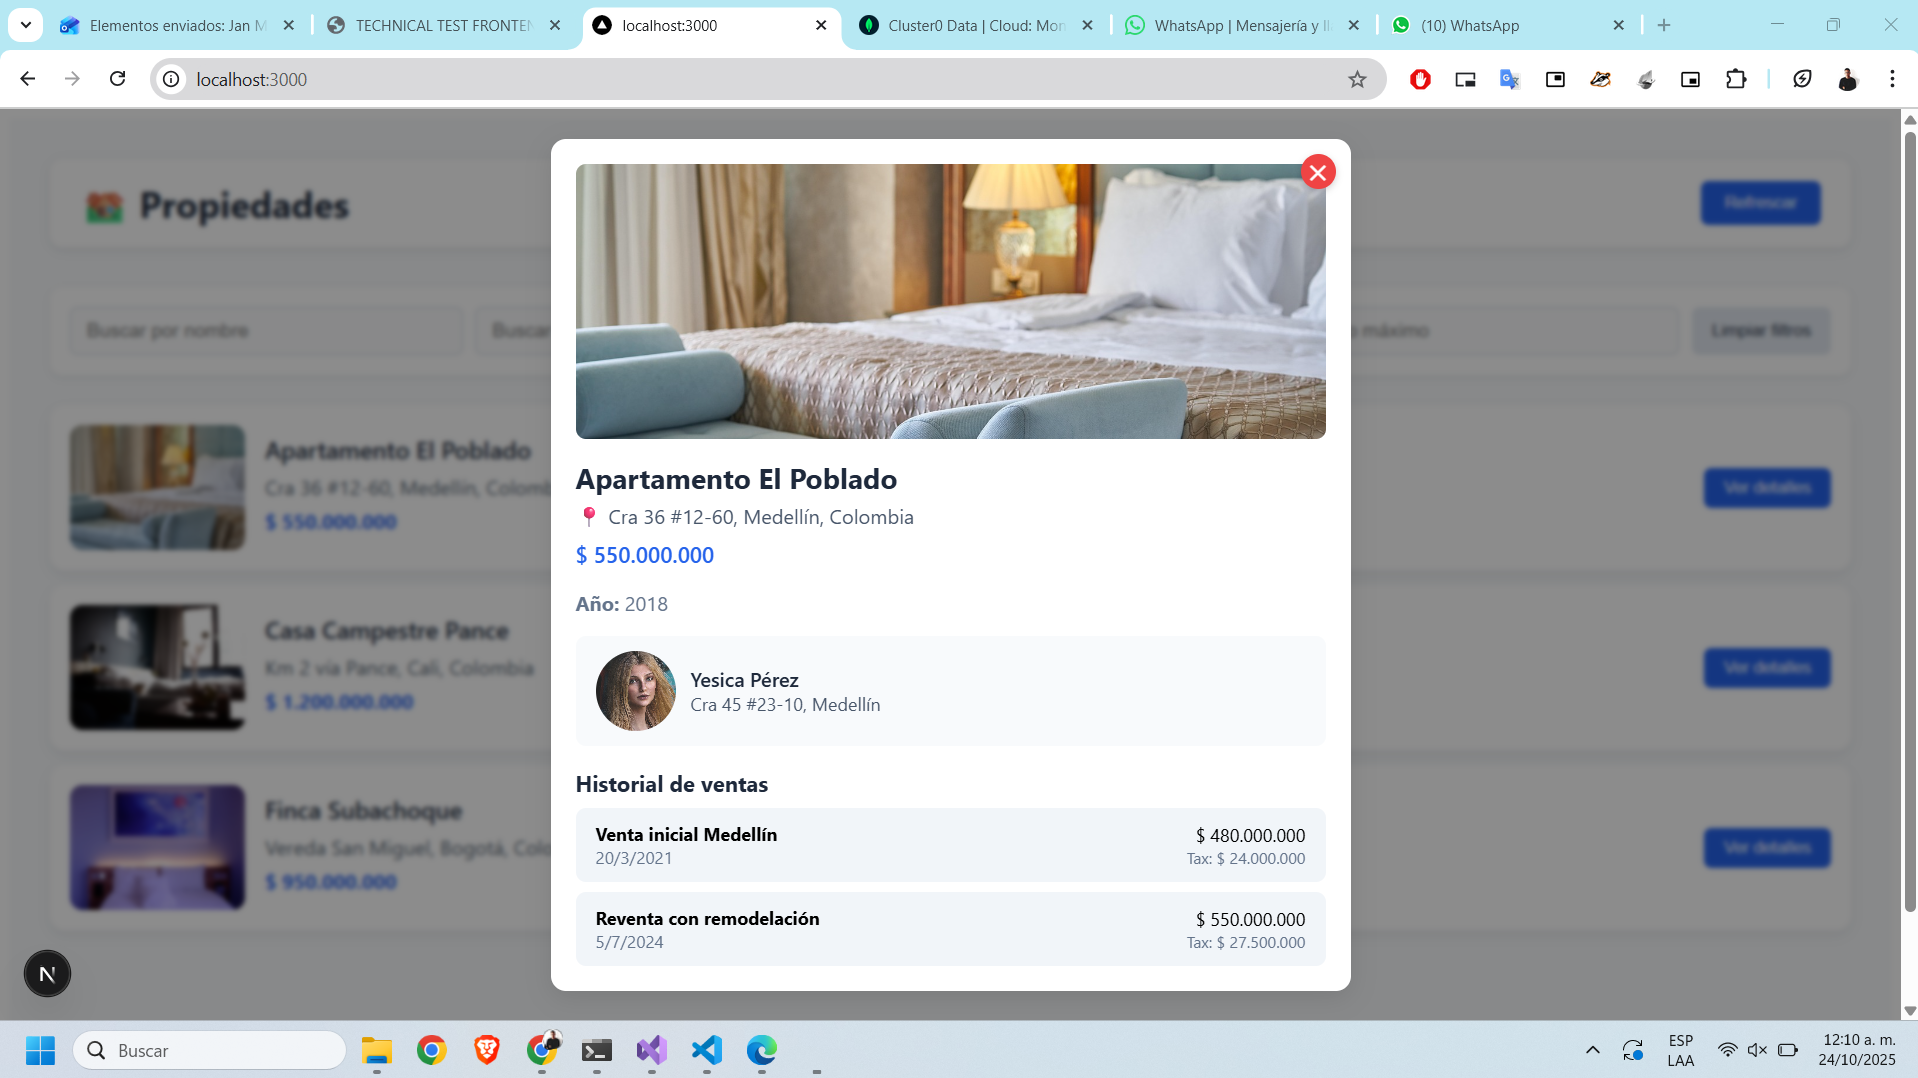 Elementos enviados: Jan M
TECHNICAL TEST FRONTEN
localhost:3000
Cluster0 Data | Cloud: Mon
WhatsApp | Mensajería y ll
(10) WhatsApp
localhost:3000
Propiedades
Refrescar
Buscar por nombre
Buscar
o máximo
Limpiar filtros
Apartamento El Poblado
Cra 36 #12-60, Medellín, Colomb
$ 550.000.000
Ver detalles
Casa Campestre Pance
Km 2 vía Pance, Cali, Colombia
$ 1.200.000.000
Ver detalles
Finca Subachoque
Vereda San Miguel, Bogotá, Colo
$ 950.000.000
Ver detalles
Apartamento El Poblado
Cra 36 #12-60, Medellín, Colombia
$ 550.000.000
Año: 2018
Yesica Pérez
Cra 45 #23-10, Medellín
Historial de ventas
Venta inicial Medellín
$ 480.000.000
20/3/2021
Tax: $ 24.000.000
Reventa con remodelación
$ 550.000.000
5/7/2024
Tax: $ 27.500.000
N
Buscar
ESP
LAA
12:10 a. m.
24/10/2025